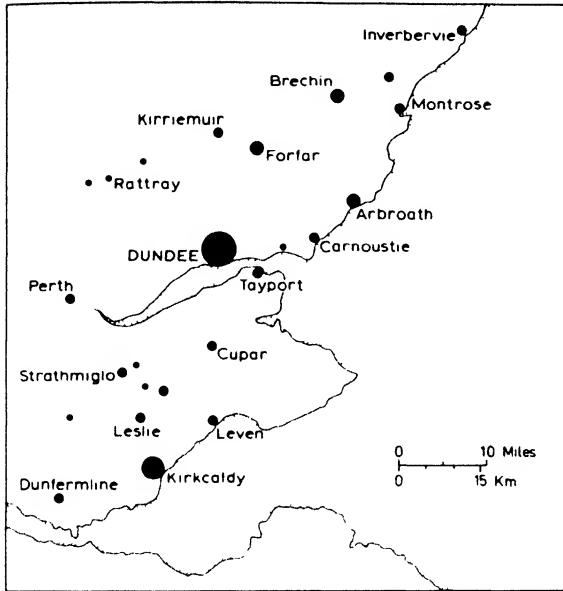 Inverbervie
Brechin
Montrose
Kirriemuir
Forfar
Rattray
Arbroath
Carnoustie
DUNDEE
Tayport
Perth
Cupar
Strathmiglo
Leslie
Leven
0 10 Miles
0 15 Km
Kirkcaldy
Dunfermline